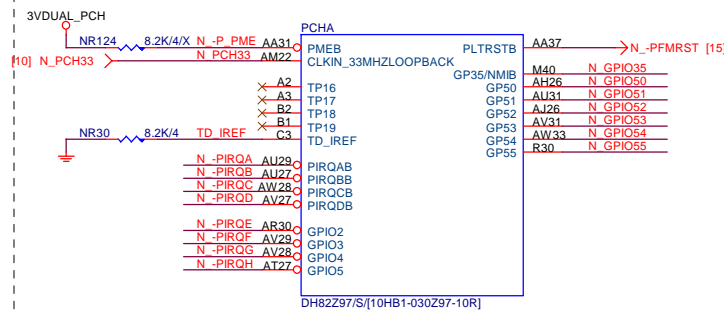 3VDUAL_PCH
PCHA
NR124 8.2K/4/X N_-P_PME AA31 PMEB PLTRSTB AA37 N_-PFMRST [15]
[10] N_PCH33 N_PCH33 AM22 CLKIN_33MHZLOOPBACK
GP35/NMIB M40 N_GPIO35
A2 TP16 GP50 AH26 N_GPIO50
A3 TP17 GP51 AU31 N_GPIO51
B2 TP18 GP52 AJ26 N_GPIO52
B1 TP19 GP53 AV31 N_GPIO53
NR30 8.2K/4 TD_IREF C3 TD_IREF GP54 AW33 N_GPIO54
GP55 R30 N_GPIO55
N_-PIRQA AU29 PIRQAB
N_-PIRQB AU27 PIRQBB
N_-PIRQC AW28 PIRQCB
N_-PIRQD AV27 PIRQDB
N_-PIRQE AR30 GPIO2
N_-PIRQF AV29 GPIO3
N_-PIRQG AV28 GPIO4
N_-PIRQH AT27 GPIO5
DH82Z97/S/[10HB1-030Z97-10R]